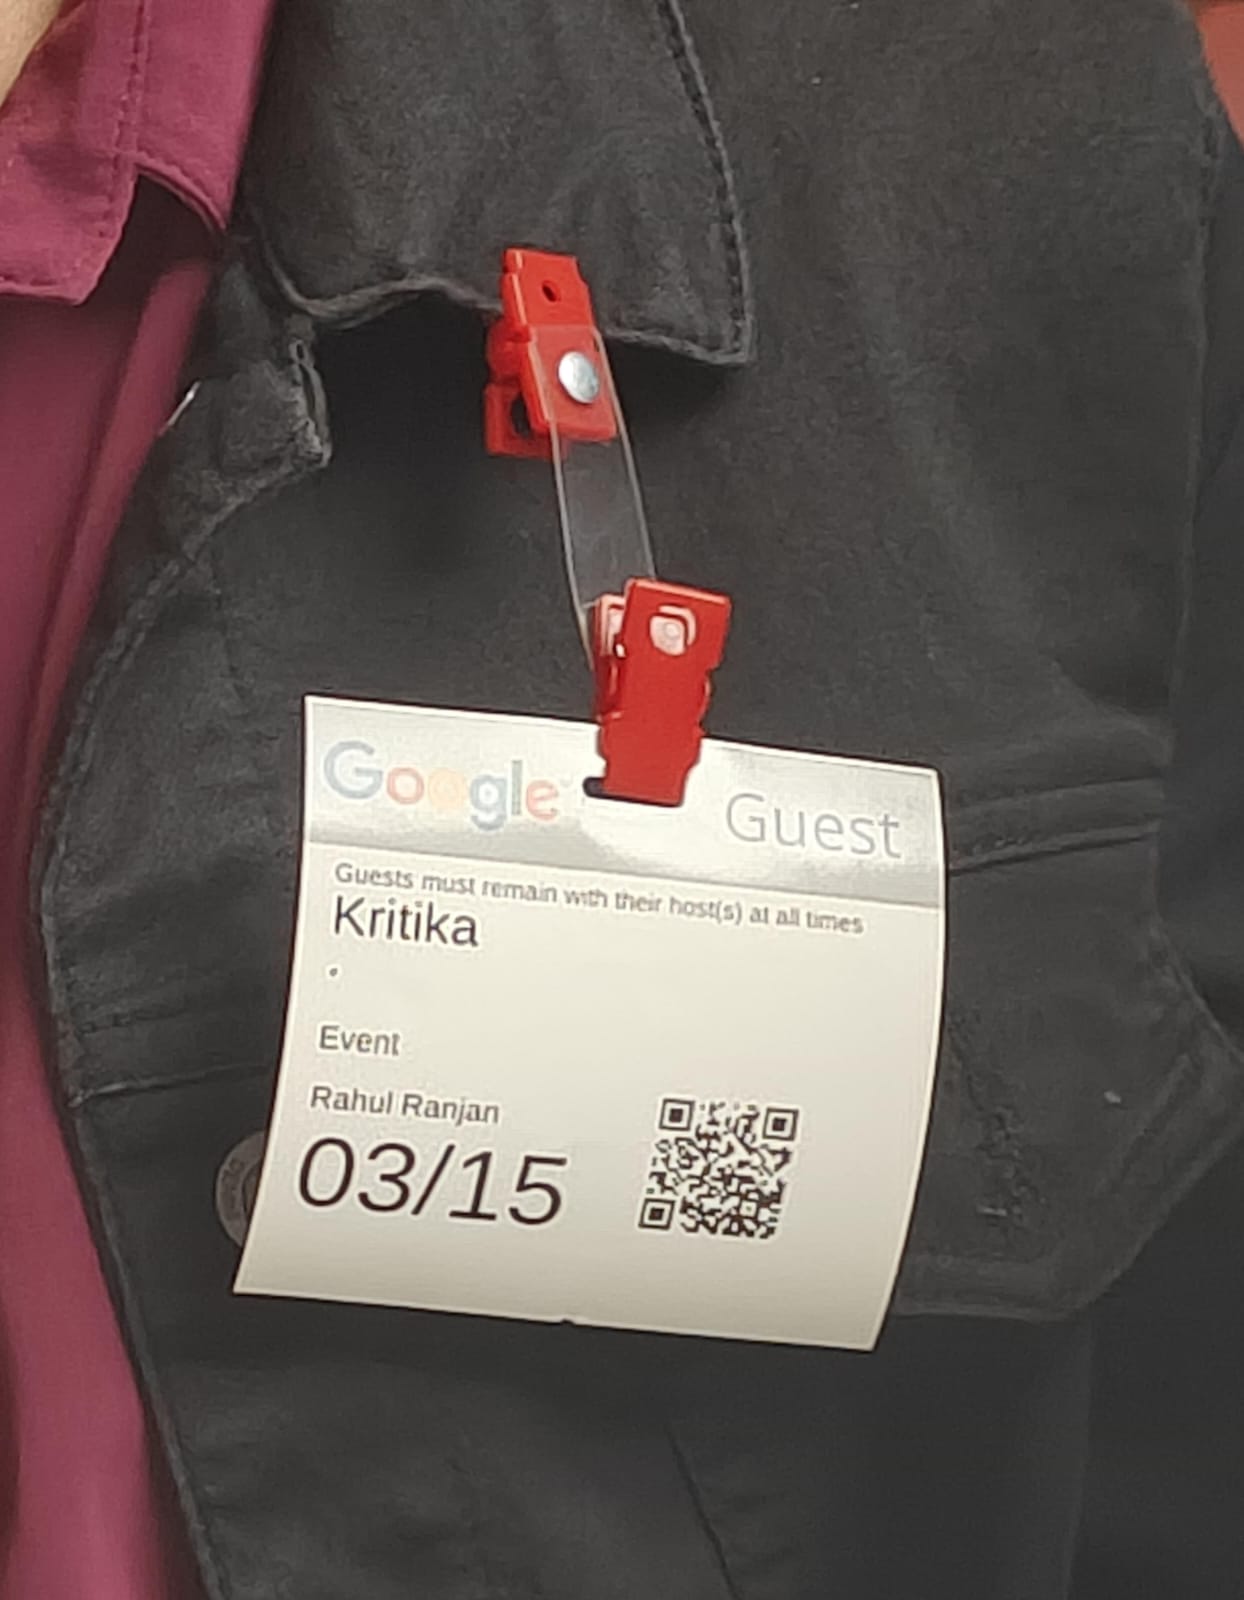 Google
Guest
Guests must remain with their host(s) at all times
Kritika
.
Event
Rahul Ranjan
03/15